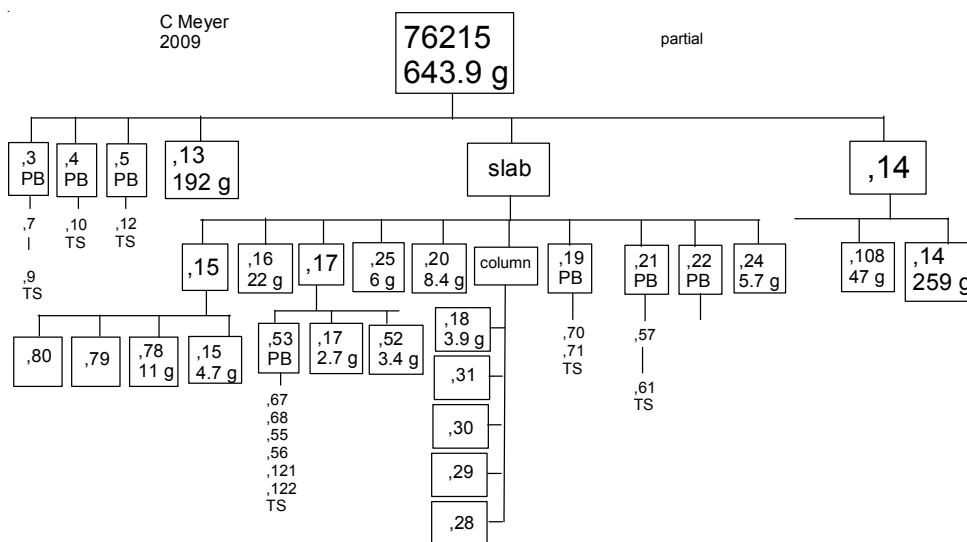 C Meyer
2009
partial
76215
643.9 g
,3
PB
,4
PB
,5
PB
,13
192 g
slab
,14
,7
|
,9
TS
,10
TS
,12
TS
,15
,16
22 g
,17
,25
6 g
,20
8.4 g
column
,19
PB
,21
PB
,22
PB
,24
5.7 g
,108
47 g
,14
259 g
,80
,79
,78
11 g
,15
4.7 g
,53
PB
,17
2.7 g
,52
3.4 g
,18
3.9 g
,31
,30
,29
,28
,70
,71
TS
,57
,61
TS
,67
,68
,55
,56
,121
,122
TS